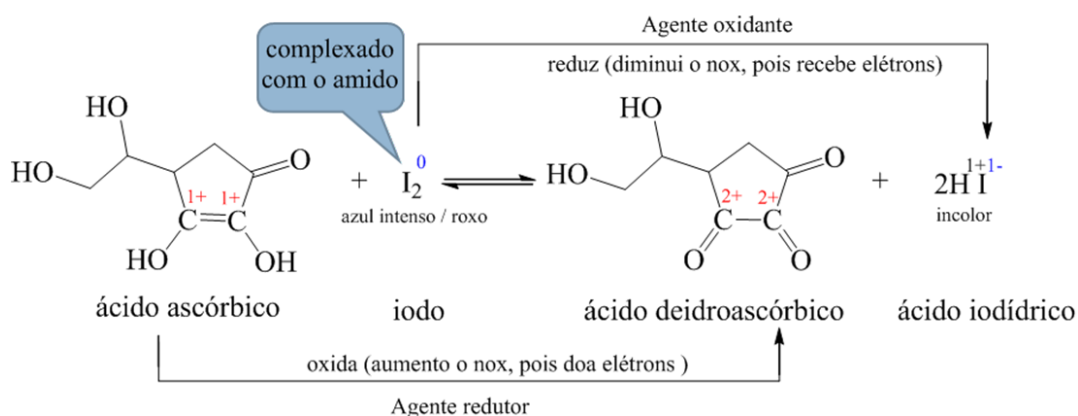 complexado
com o amido
Agente oxidante
reduz (diminui o nox, pois recebe elétrons)
HO
HO
O
1+ 1+
C C
HO OH
+
I2 0
azul intenso / roxo
HO
HO
O
2+ 2+
C C
O O
+
2H I 1+ 1-
incolor
ácido ascórbico
iodo
ácido deidroascórbico
ácido iodídrico
oxida (aumento o nox, pois doa elétrons )
Agente redutor